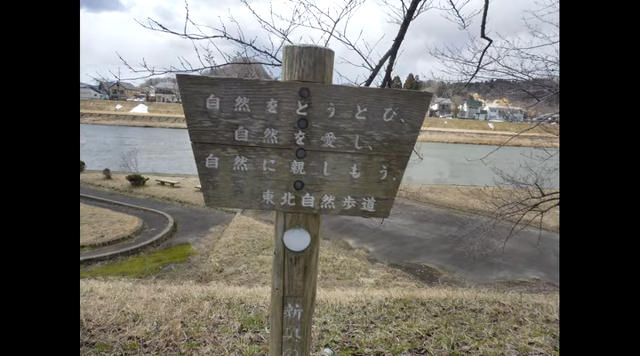 自然をとうとび、
自然を愛し、
自然に親しもう。
東北自然歩道
新